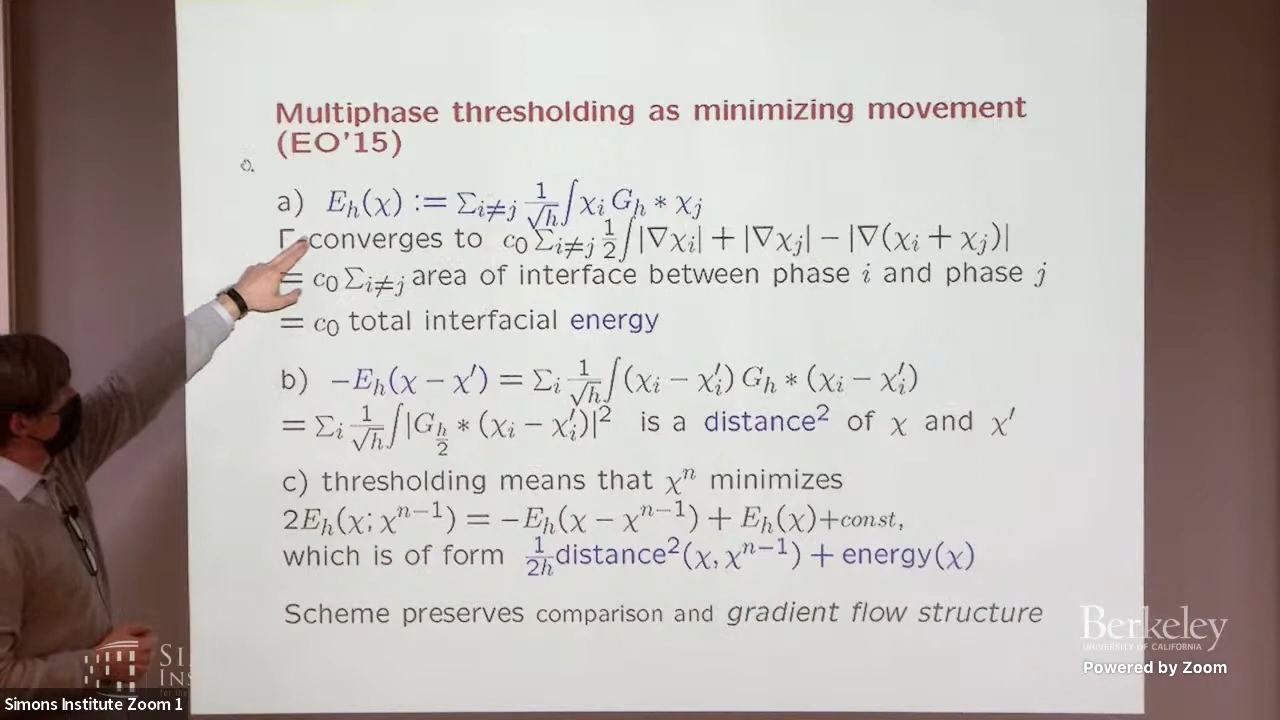 Multiphase thresholding as minimizing movement
(EO'15)
a) E_h(χ) := Σ_{i≠j} 1/√h ∫ χ_i G_h * χ_j
Γ-converges to c_0 Σ_{i≠j} 1/2 ∫ |∇χ_i| + |∇χ_j| − |∇(χ_i + χ_j)|
= c_0 Σ_{i≠j} area of interface between phase i and phase j
= c_0 total interfacial energy
b) −E_h(χ − χ′) = Σ_i 1/√h ∫ (χ_i − χ′_i) G_h * (χ_i − χ′_i)
= Σ_i 1/√h ∫ |G_{h/2} * (χ_i − χ′_i)|² is a distance² of χ and χ′
c) thresholding means that χ^n minimizes
2E_h(χ; χ^{n−1}) = −E_h(χ − χ^{n−1}) + E_h(χ)+const,
which is of form 1/2h distance²(χ, χ^{n−1}) + energy(χ)
Scheme preserves comparison and gradient flow structure
Berkeley
UNIVERSITY OF CALIFORNIA
Powered by Zoom
Simons Institute Zoom 1